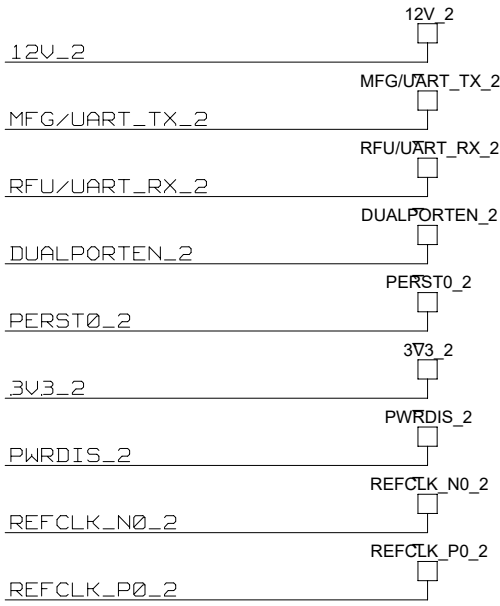 12V_2
12V_2
MFG/UART_TX_2
MFG/UART_TX_2
RFU/UART_RX_2
RFU/UART_RX_2
DUALPORTEN_2
DUALPORTEN_2
PERST0_2
PERST0_2
3V3_2
3V3_2
PWRDIS_2
PWRDIS_2
REFCLK_N0_2
REFCLK_N0_2
REFCLK_P0_2
REFCLK_P0_2